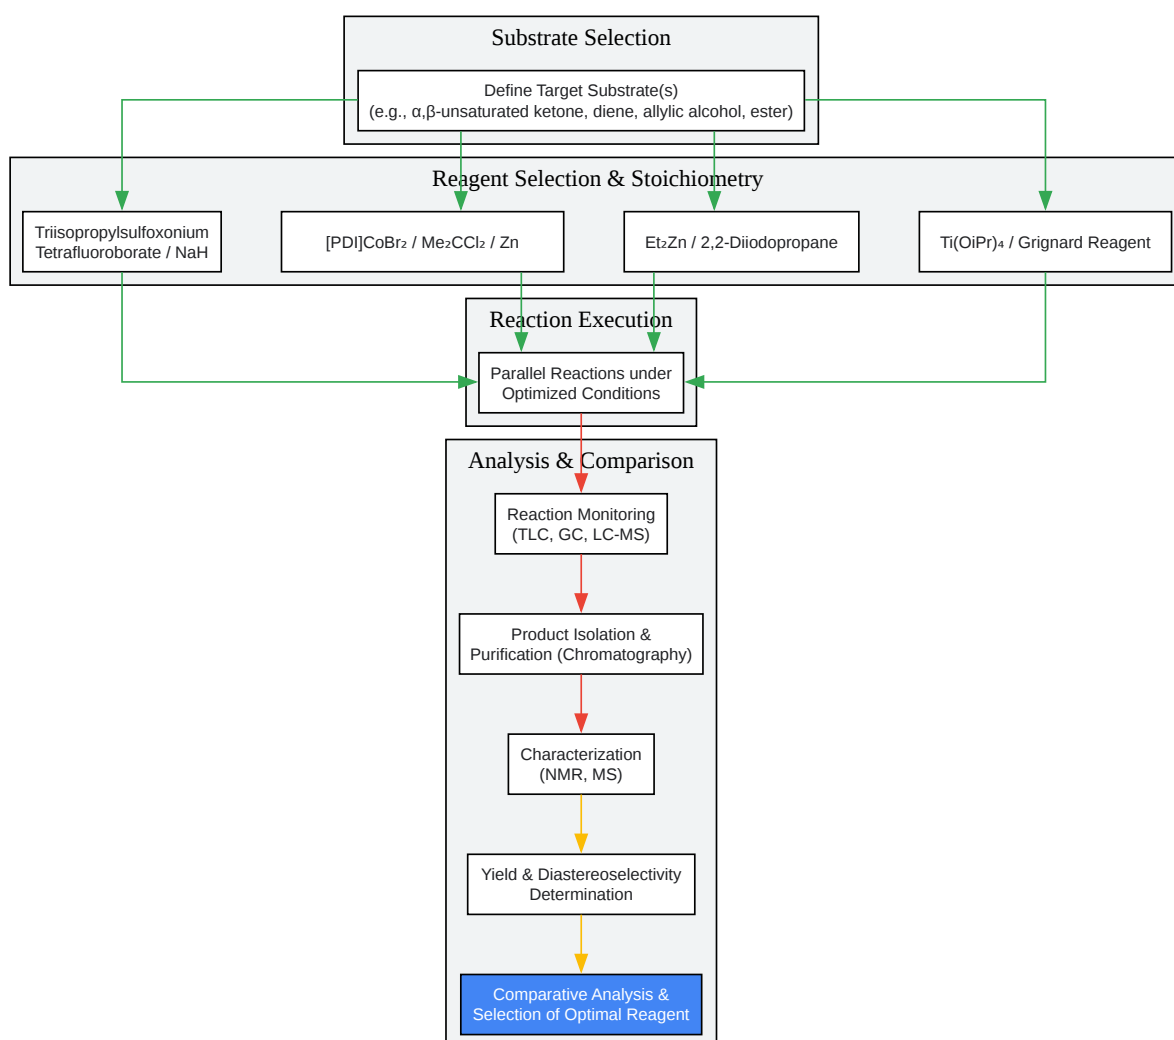 Substrate Selection
Define Target Substrate(s)
(e.g., α,β-unsaturated ketone, diene, allylic alcohol, ester)
Reagent Selection & Stoichiometry
Triisopropylsulfoxonium
Tetrafluoroborate / NaH
[PDI]CoBr₂ / Me₂CCl₂ / Zn
Et₂Zn / 2,2-Diiodopropane
Ti(OiPr)₄ / Grignard Reagent
Reaction Execution
Parallel Reactions under
Optimized Conditions
Analysis & Comparison
Reaction Monitoring
(TLC, GC, LC-MS)
Product Isolation &
Purification (Chromatography)
Characterization
(NMR, MS)
Yield & Diastereoselectivity
Determination
Comparative Analysis &
Selection of Optimal Reagent